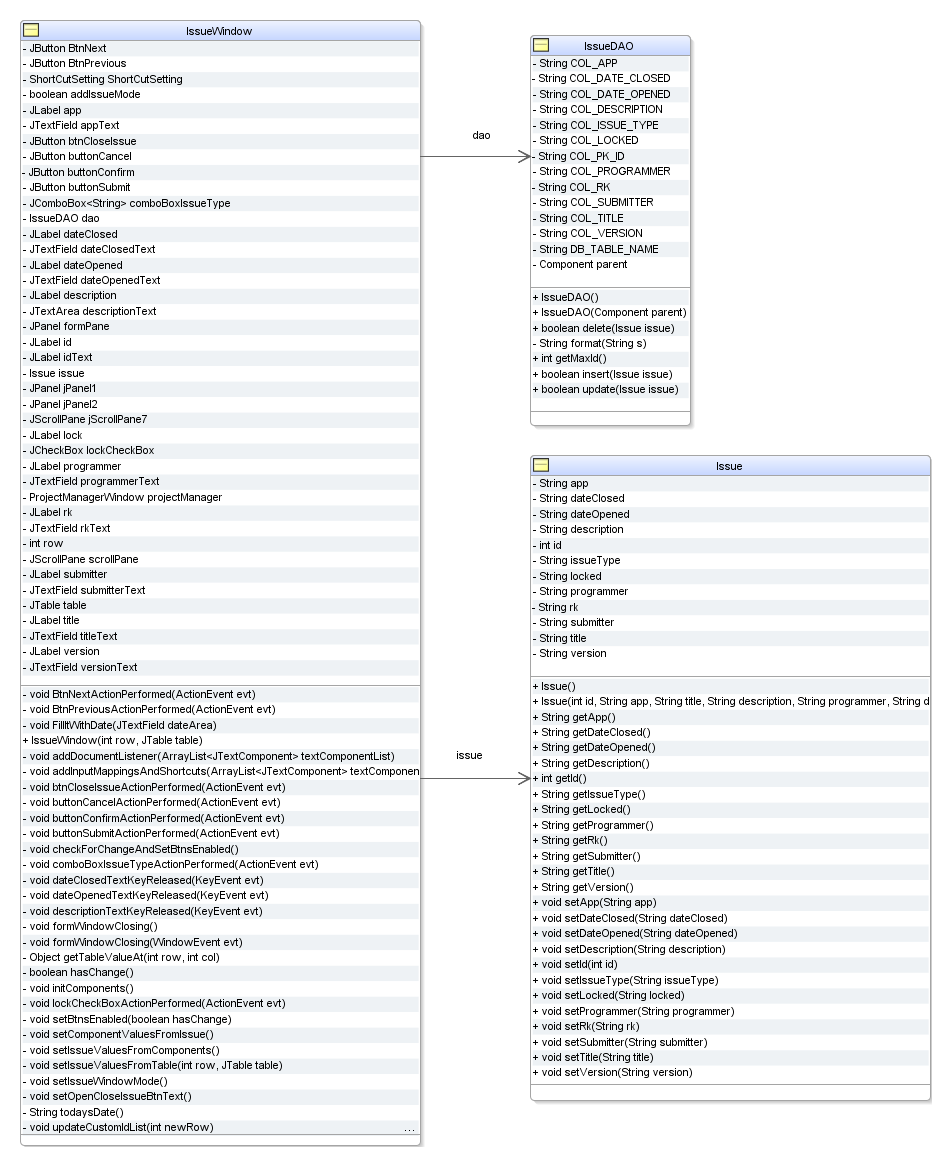 IssueWindow
- JButton BtnNext
- JButton BtnPrevious
- ShortCutSetting ShortCutSetting
- boolean addIssueMode
- JLabel app
- JTextField appText
- JButton btnCloseIssue
- JButton buttonCancel
- JButton buttonConfirm
- JButton buttonSubmit
- JComboBox<String> comboBoxIssueType
- IssueDAO dao
- JLabel dateClosed
- JTextField dateClosedText
- JLabel dateOpened
- JTextField dateOpenedText
- JLabel description
- JTextArea descriptionText
- JPanel formPane
- JLabel id
- JLabel idText
- Issue issue
- JPanel jPanel1
- JPanel jPanel2
- JScrollPane jScrollPane7
- JLabel lock
- JCheckBox lockCheckBox
- JLabel programmer
- JTextField programmerText
- ProjectManagerWindow projectManager
- JLabel rk
- JTextField rkText
- int row
- JScrollPane scrollPane
- JLabel submitter
- JTextField submitterText
- JTable table
- JLabel title
- JTextField titleText
- JLabel version
- JTextField versionText
- void BtnNextActionPerformed(ActionEvent evt)
- void BtnPreviousActionPerformed(ActionEvent evt)
- void FillItWithDate(JTextField dateArea)
+ IssueWindow(int row, JTable table)
- void addDocumentListener(ArrayList<JTextComponent> textComponentList)
- void addInputMappingsAndShortcuts(ArrayList<JTextComponent> textComponen
- void btnCloseIssueActionPerformed(ActionEvent evt)
- void buttonCancelActionPerformed(ActionEvent evt)
- void buttonConfirmActionPerformed(ActionEvent evt)
- void buttonSubmitActionPerformed(ActionEvent evt)
- void checkForChangeAndSetBtnsEnabled()
- void comboBoxIssueTypeActionPerformed(ActionEvent evt)
- void dateClosedTextKeyReleased(KeyEvent evt)
- void dateOpenedTextKeyReleased(KeyEvent evt)
- void descriptionTextKeyReleased(KeyEvent evt)
- void formWindowClosing()
- void formWindowClosing(WindowEvent evt)
- Object getTableValueAt(int row, int col)
- boolean hasChange()
- void initComponents()
- void lockCheckBoxActionPerformed(ActionEvent evt)
- void setBtnsEnabled(boolean hasChange)
- void setComponentValuesFromIssue()
- void setIssueValuesFromComponents()
- void setIssueValuesFromTable(int row, JTable table)
- void setIssueWindowMode()
- void setOpenCloseIssueBtnText()
- String todaysDate()
- void updateCustomIdList(int newRow) ...
dao
issue
IssueDAO
- String COL_APP
- String COL_DATE_CLOSED
- String COL_DATE_OPENED
- String COL_DESCRIPTION
- String COL_ISSUE_TYPE
- String COL_LOCKED
- String COL_PK_ID
- String COL_PROGRAMMER
- String COL_RK
- String COL_SUBMITTER
- String COL_TITLE
- String COL_VERSION
- String DB_TABLE_NAME
- Component parent
+ IssueDAO()
+ IssueDAO(Component parent)
+ boolean delete(Issue issue)
- String format(String s)
+ int getMaxId()
+ boolean insert(Issue issue)
+ boolean update(Issue issue)
Issue
- String app
- String dateClosed
- String dateOpened
- String description
- int id
- String issueType
- String locked
- String programmer
- String rk
- String submitter
- String title
- String version
+ Issue()
+ Issue(int id, String app, String title, String description, String programmer, String d
+ String getApp()
+ String getDateClosed()
+ String getDateOpened()
+ String getDescription()
+ int getId()
+ String getIssueType()
+ String getLocked()
+ String getProgrammer()
+ String getRk()
+ String getSubmitter()
+ String getTitle()
+ String getVersion()
+ void setApp(String app)
+ void setDateClosed(String dateClosed)
+ void setDateOpened(String dateOpened)
+ void setDescription(String description)
+ void setId(int id)
+ void setIssueType(String issueType)
+ void setLocked(String locked)
+ void setProgrammer(String programmer)
+ void setRk(String rk)
+ void setSubmitter(String submitter)
+ void setTitle(String title)
+ void setVersion(String version)